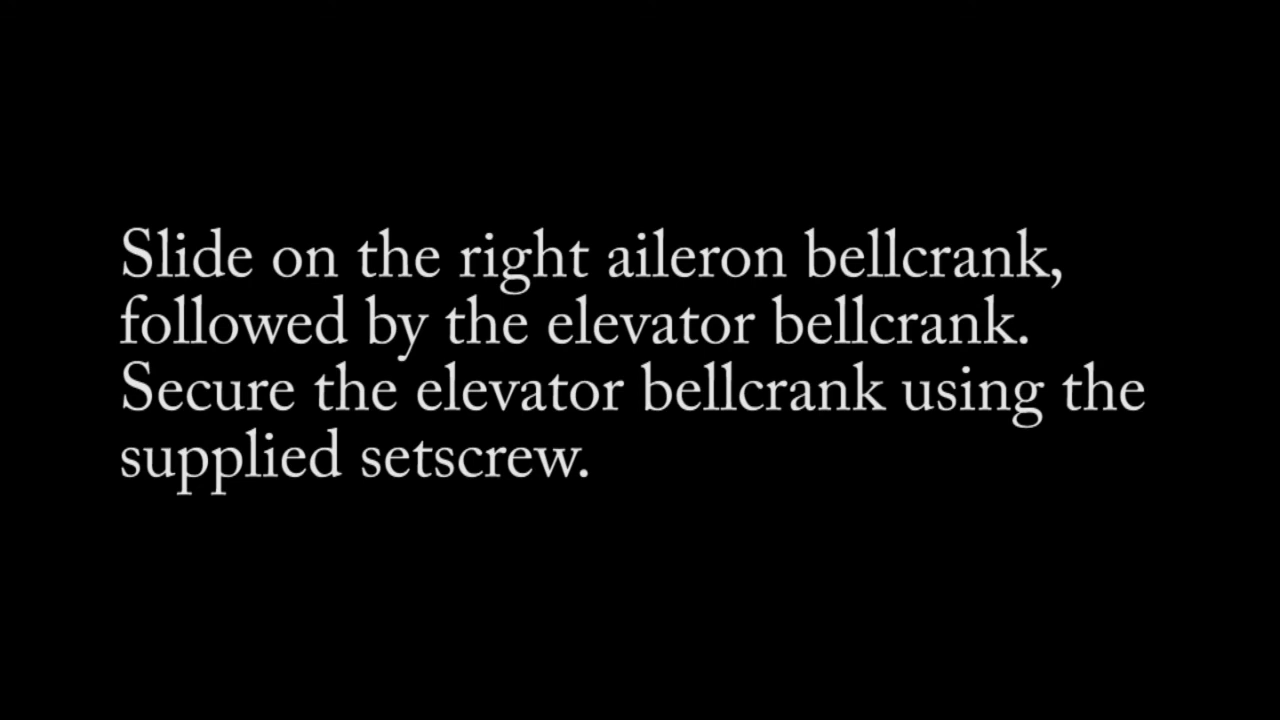 Slide on the right aileron bellcrank,
followed by the elevator bellcrank.
Secure the elevator bellcrank using the
supplied setscrew.